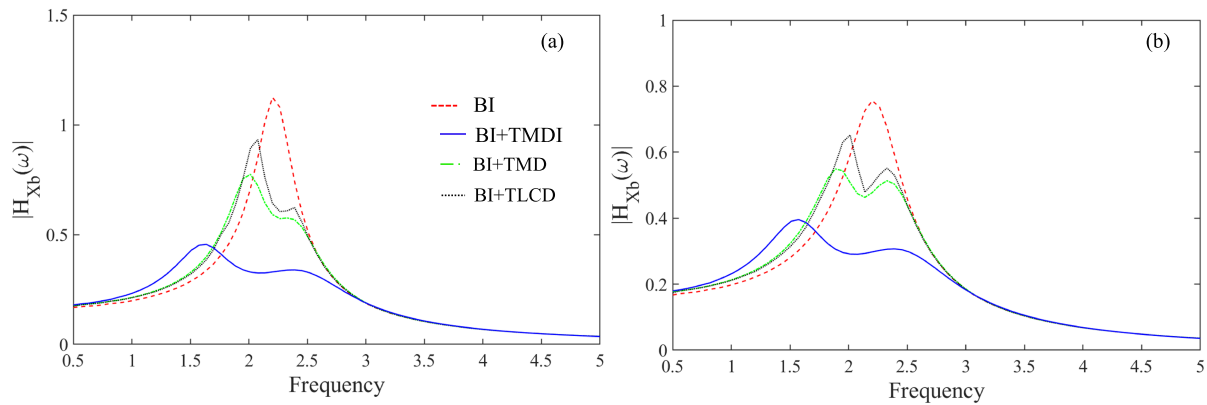 1.5
1
0.5
0
0.5 1 1.5 2 2.5 3 3.5 4 4.5 5
Frequency
|H_Xb(ω)|
(a)
BI
BI+TMDI
BI+TMD
BI+TLCD
1
0.8
0.6
0.4
0.2
0
0.5 1 1.5 2 2.5 3 3.5 4 4.5 5
Frequency
|H_Xb(ω)|
(b)